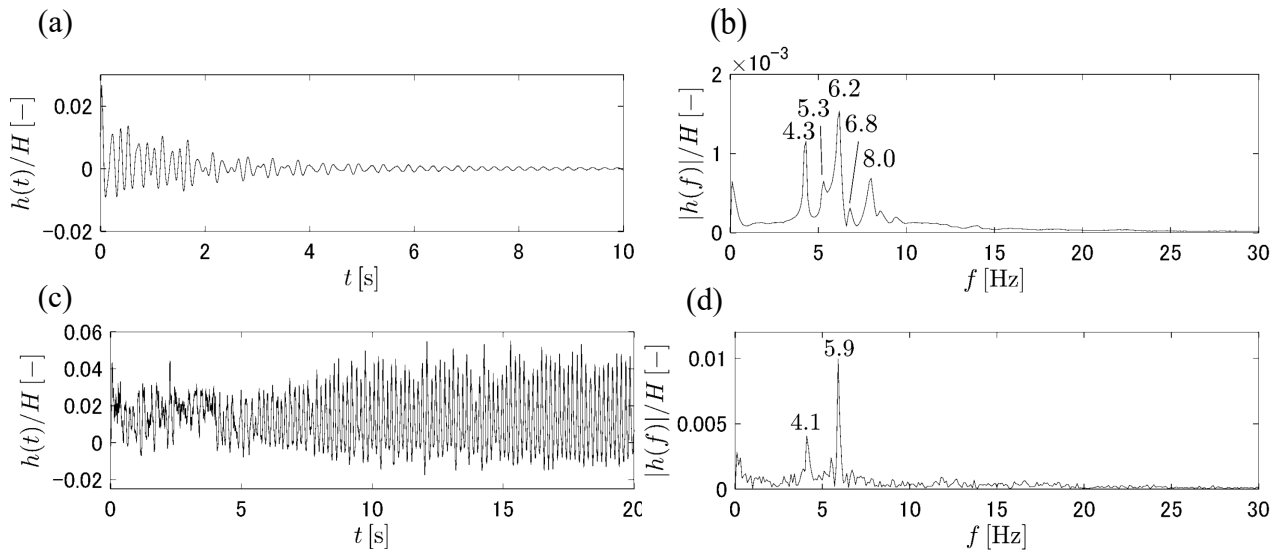 (a)
0.02
0
−0.02
h(t)/H [−]
0 2 4 6 8 10
t [s]
(b)
×10⁻³
2
1
0
|h(f)|/H [−]
4.3
5.3
6.2
6.8
8.0
0 5 10 15 20 25 30
f [Hz]
(c)
0.06
0.04
0.02
0
−0.02
h(t)/H [−]
0 5 10 15 20
t [s]
(d)
0.01
0.005
0
|h(f)|/H [−]
4.1
5.9
0 5 10 15 20 25 30
f [Hz]